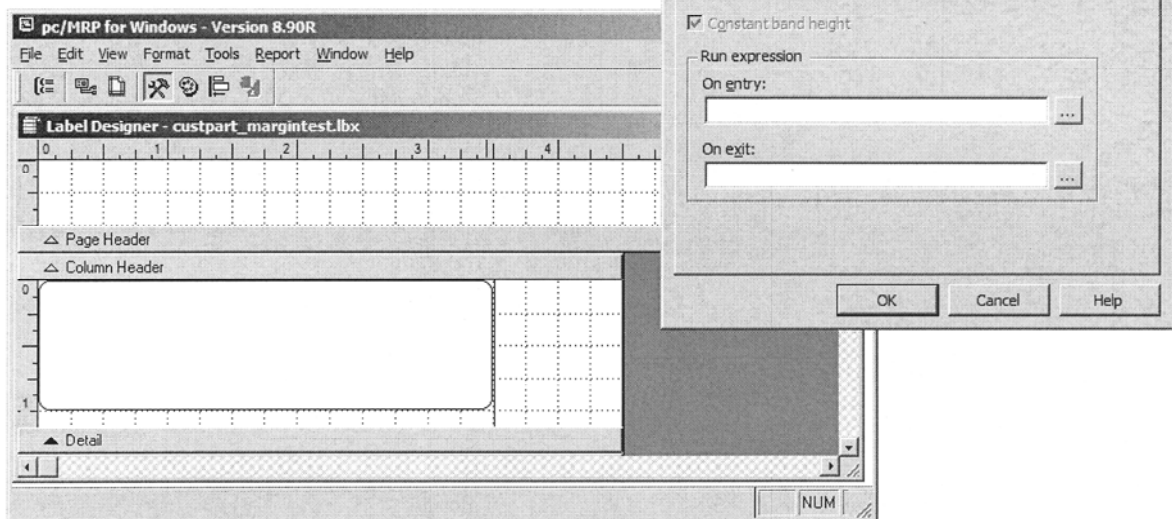 pc/MRP for Windows - Version 8.90R
File Edit View Format Tools Report Window Help
Label Designer - custpart_margintest.lbx
0 1 2 3 4
0
Page Header
Column Header
0
1
Detail
NUM
Constant band height
Run expression
On entry:
...
On exit:
...
OK Cancel Help